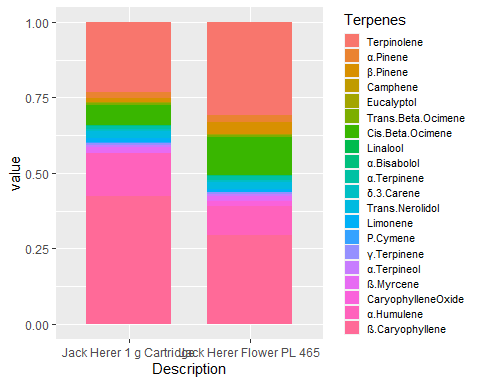 Terpenes
1.00
0.75
0.50
0.25
0.00
value
Jack Herer 1 g Cartridge
Jack Herer Flower PL 465
Description
Terpinolene
α.Pinene
β.Pinene
Camphene
Eucalyptol
Trans.Beta.Ocimene
Cis.Beta.Ocimene
Linalool
α.Bisabolol
α.Terpinene
δ.3.Carene
Trans.Nerolidol
Limonene
P.Cymene
γ.Terpinene
α.Terpineol
ß.Myrcene
CaryophylleneOxide
α.Humulene
ß.Caryophyllene